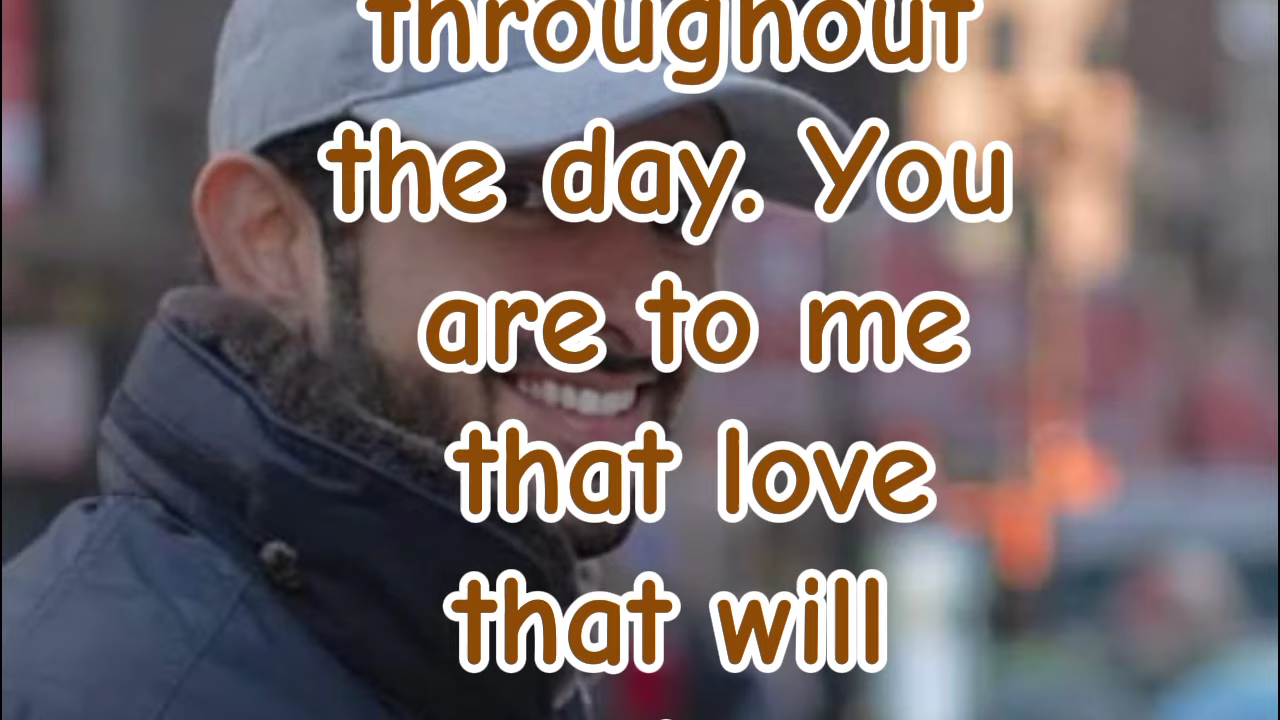 throughout
the day. You
are to me
that love
that will